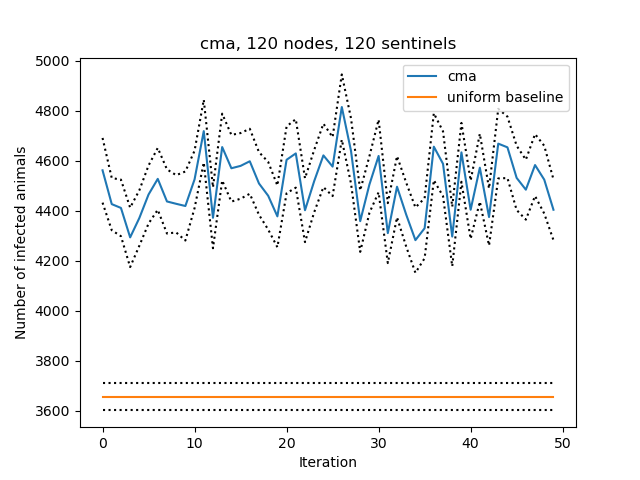 cma, 120 nodes, 120 sentinels
cma
uniform baseline
Number of infected animals
5000
4800
4600
4400
4200
4000
3800
3600
0 10 20 30 40 50
Iteration